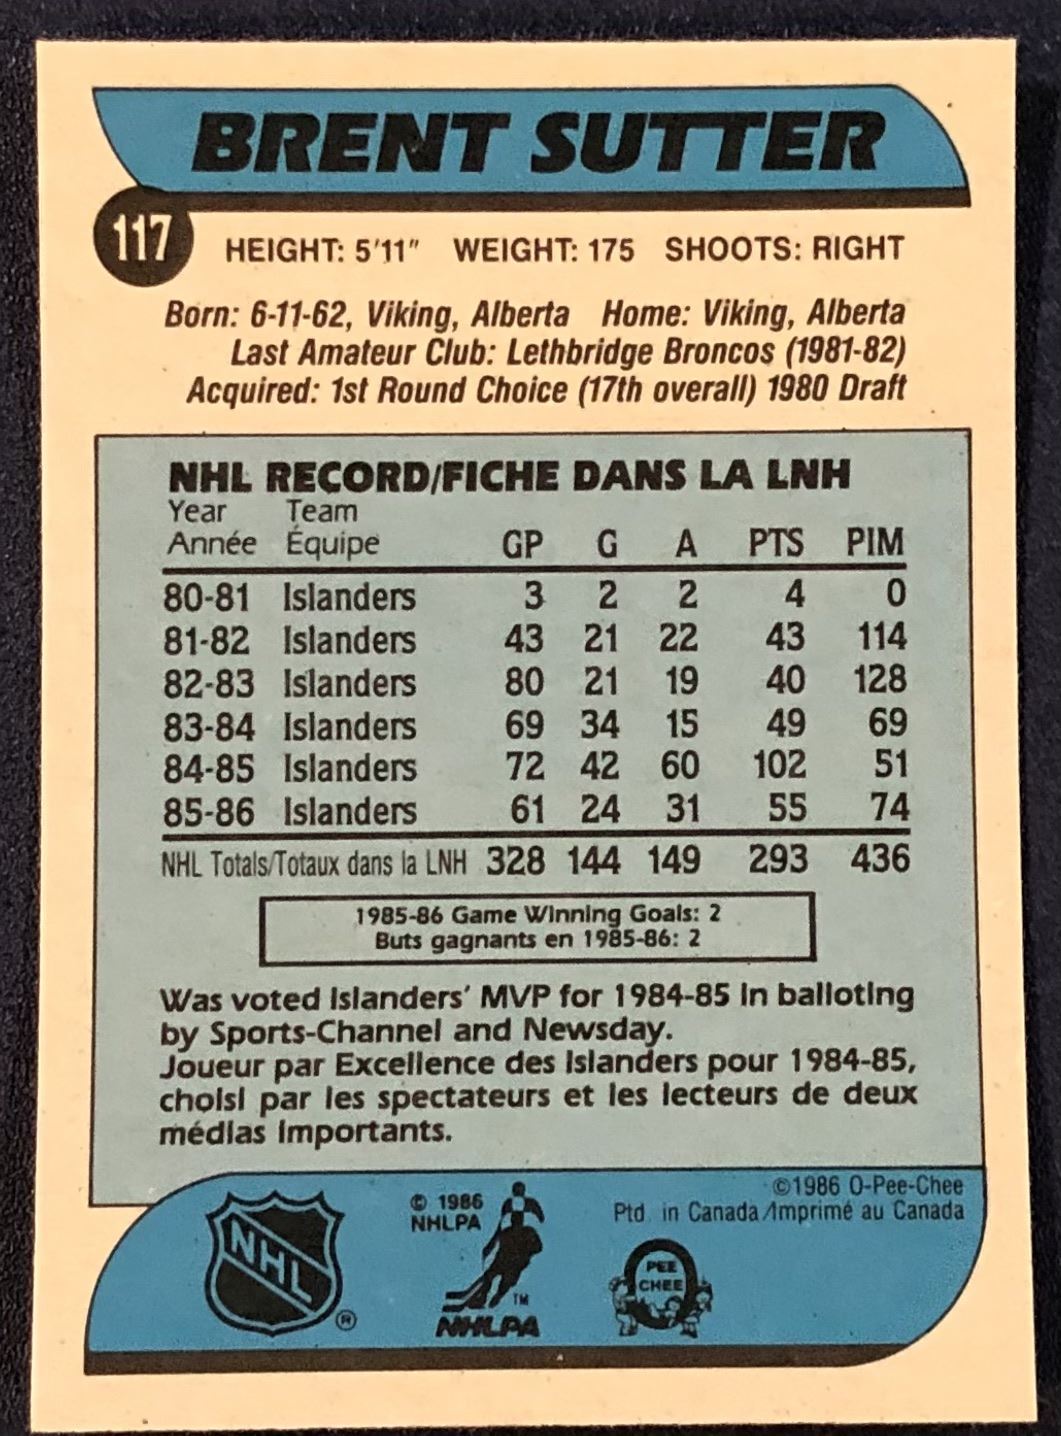 BRENT SUTTER
117
HEIGHT: 5'11" WEIGHT: 175 SHOOTS: RIGHT
Born: 6-11-62, Viking, Alberta Home: Viking, Alberta
Last Amateur Club: Lethbridge Broncos (1981-82)
Acquired: 1st Round Choice (17th overall) 1980 Draft
NHL RECORD/FICHE DANS LA LNH
Year Team
Année Équipe GP G A PTS PIM
80-81 Islanders 3 2 2 4 0
81-82 Islanders 43 21 22 43 114
82-83 Islanders 80 21 19 40 128
83-84 Islanders 69 34 15 49 69
84-85 Islanders 72 42 60 102 51
85-86 Islanders 61 24 31 55 74
NHL Totals/Totaux dans la LNH 328 144 149 293 436
1985-86 Game Winning Goals: 2
Buts gagnants en 1985-86: 2
Was voted Islanders' MVP for 1984-85 in balloting
by Sports-Channel and Newsday.
Joueur par Excellence des Islanders pour 1984-85,
choisi par les spectateurs et les lecteurs de deux
médias importants.
©1986 O-Pee-Chee
Ptd. in Canada/Imprimé au Canada
© 1986
NHLPA
NHL
®
PEE
CHEE
TM
NHLPA